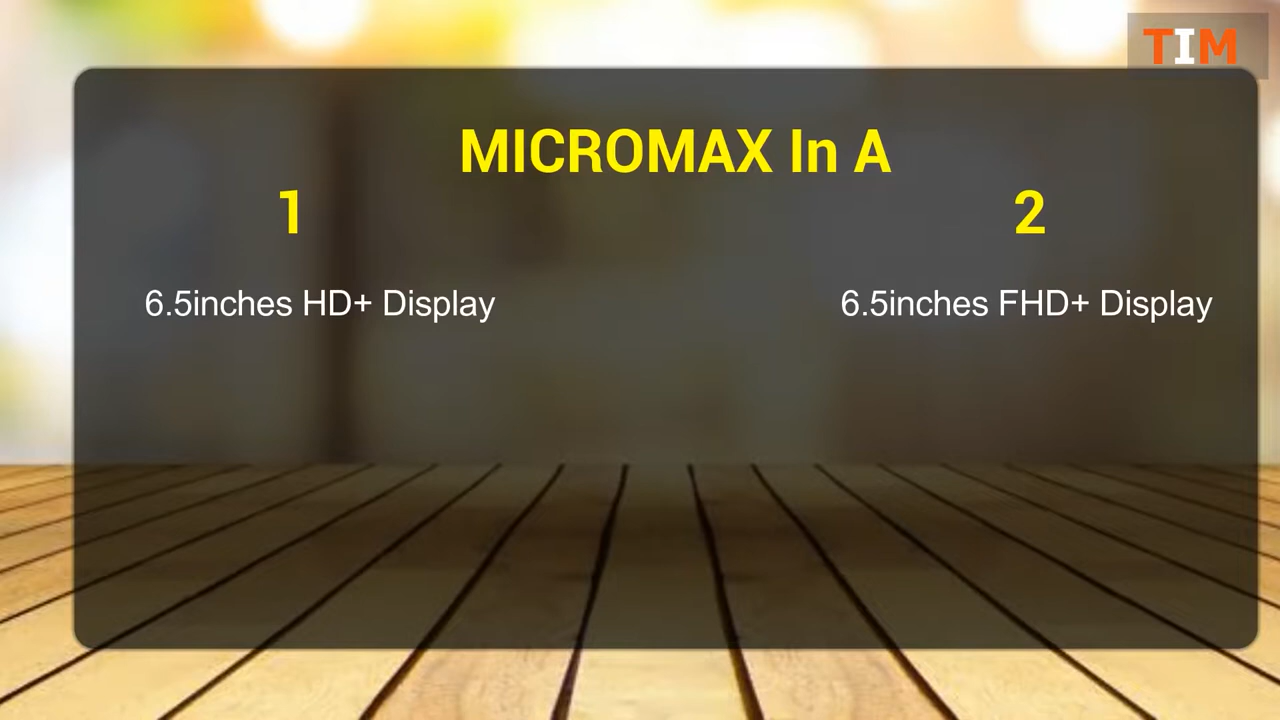 TIM
MICROMAX In A
1
2
6.5inches HD+ Display
6.5inches FHD+ Display